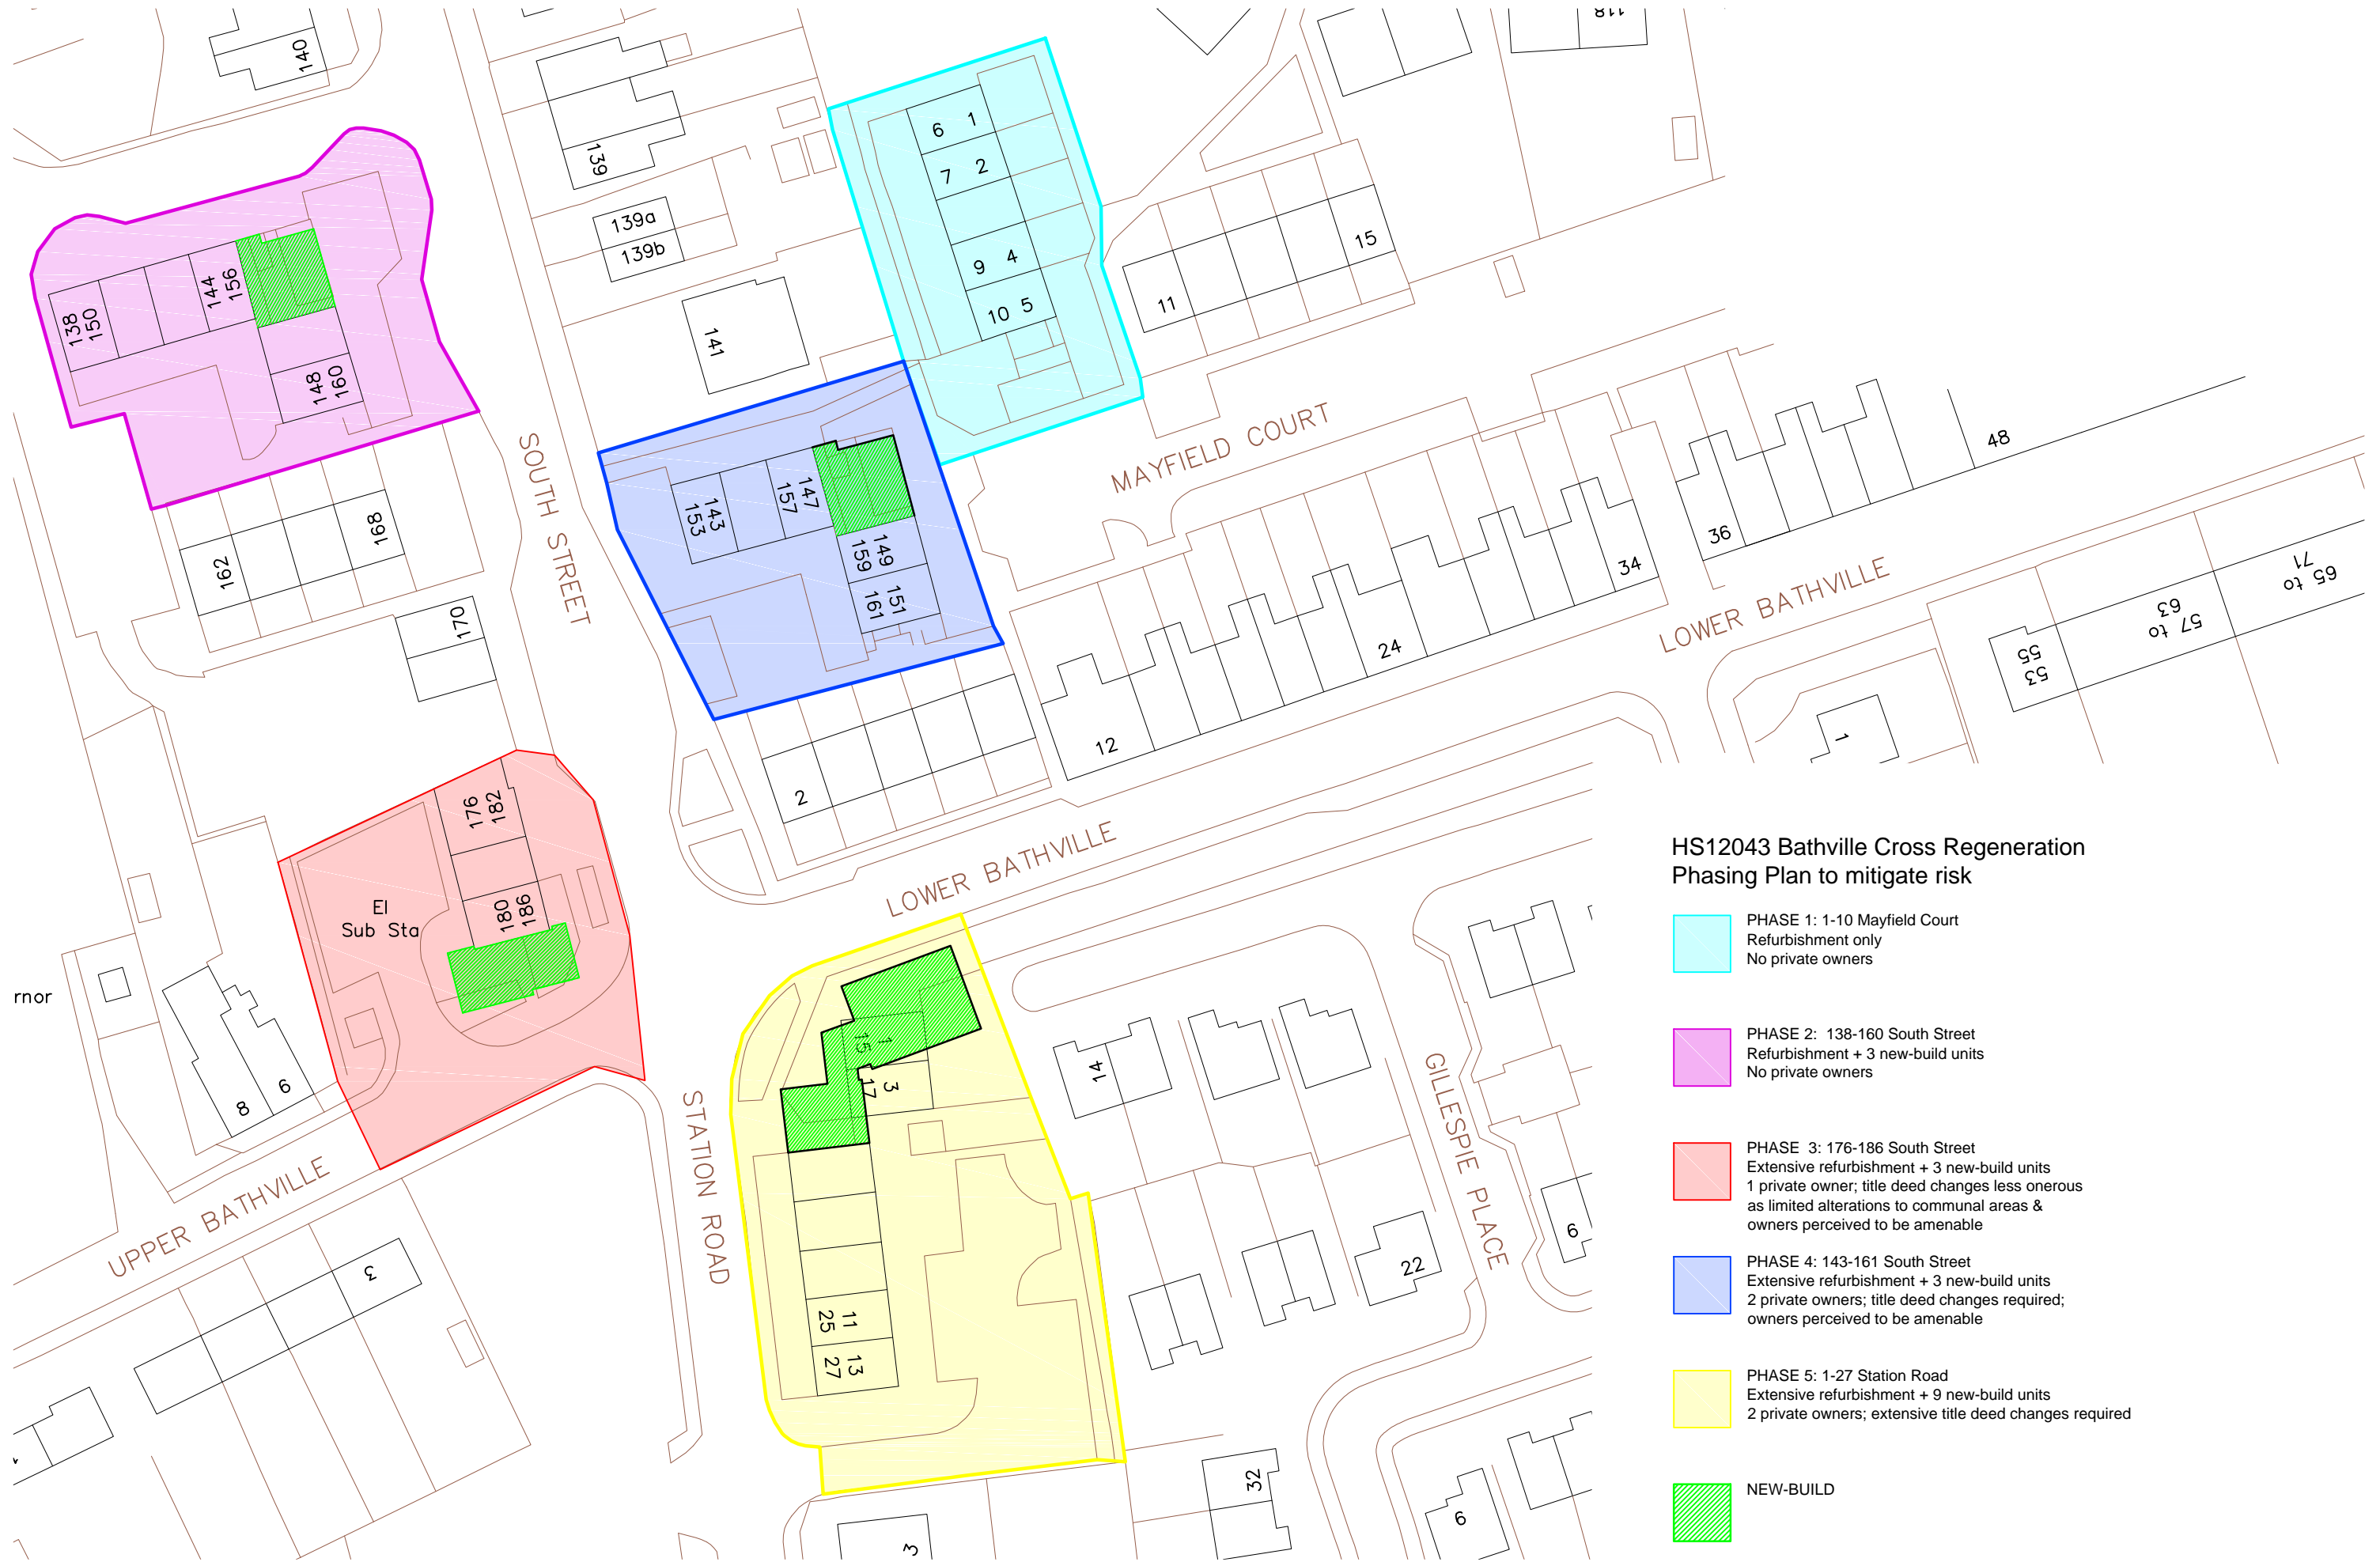 140
118
139
139a
139b
141
6 1
7 2
9 4
10 5
11
15
138
150
144
156
148
160
SOUTH STREET
143
153
147
157
149
159
151
161
MAYFIELD COURT
162
168
170
2
12
24
34
36
48
LOWER BATHVILLE
53
55
57 to
63
65 to
71
1
LOWER BATHVILLE
176
182
180
186
El
Sub Sta
rnor
8
6
UPPER BATHVILLE
3
STATION ROAD
1
15
3
17
11
25
13
27
14
22
GILLESPIE PLACE
6
32
6
3
HS12043 Bathville Cross Regeneration
Phasing Plan to mitigate risk
PHASE 1: 1-10 Mayfield Court
Refurbishment only
No private owners
PHASE 2: 138-160 South Street
Refurbishment + 3 new-build units
No private owners
PHASE 3: 176-186 South Street
Extensive refurbishment + 3 new-build units
1 private owner; title deed changes less onerous
as limited alterations to communal areas &
owners perceived to be amenable
PHASE 4: 143-161 South Street
Extensive refurbishment + 3 new-build units
2 private owners; title deed changes required;
owners perceived to be amenable
PHASE 5: 1-27 Station Road
Extensive refurbishment + 9 new-build units
2 private owners; extensive title deed changes required
NEW-BUILD